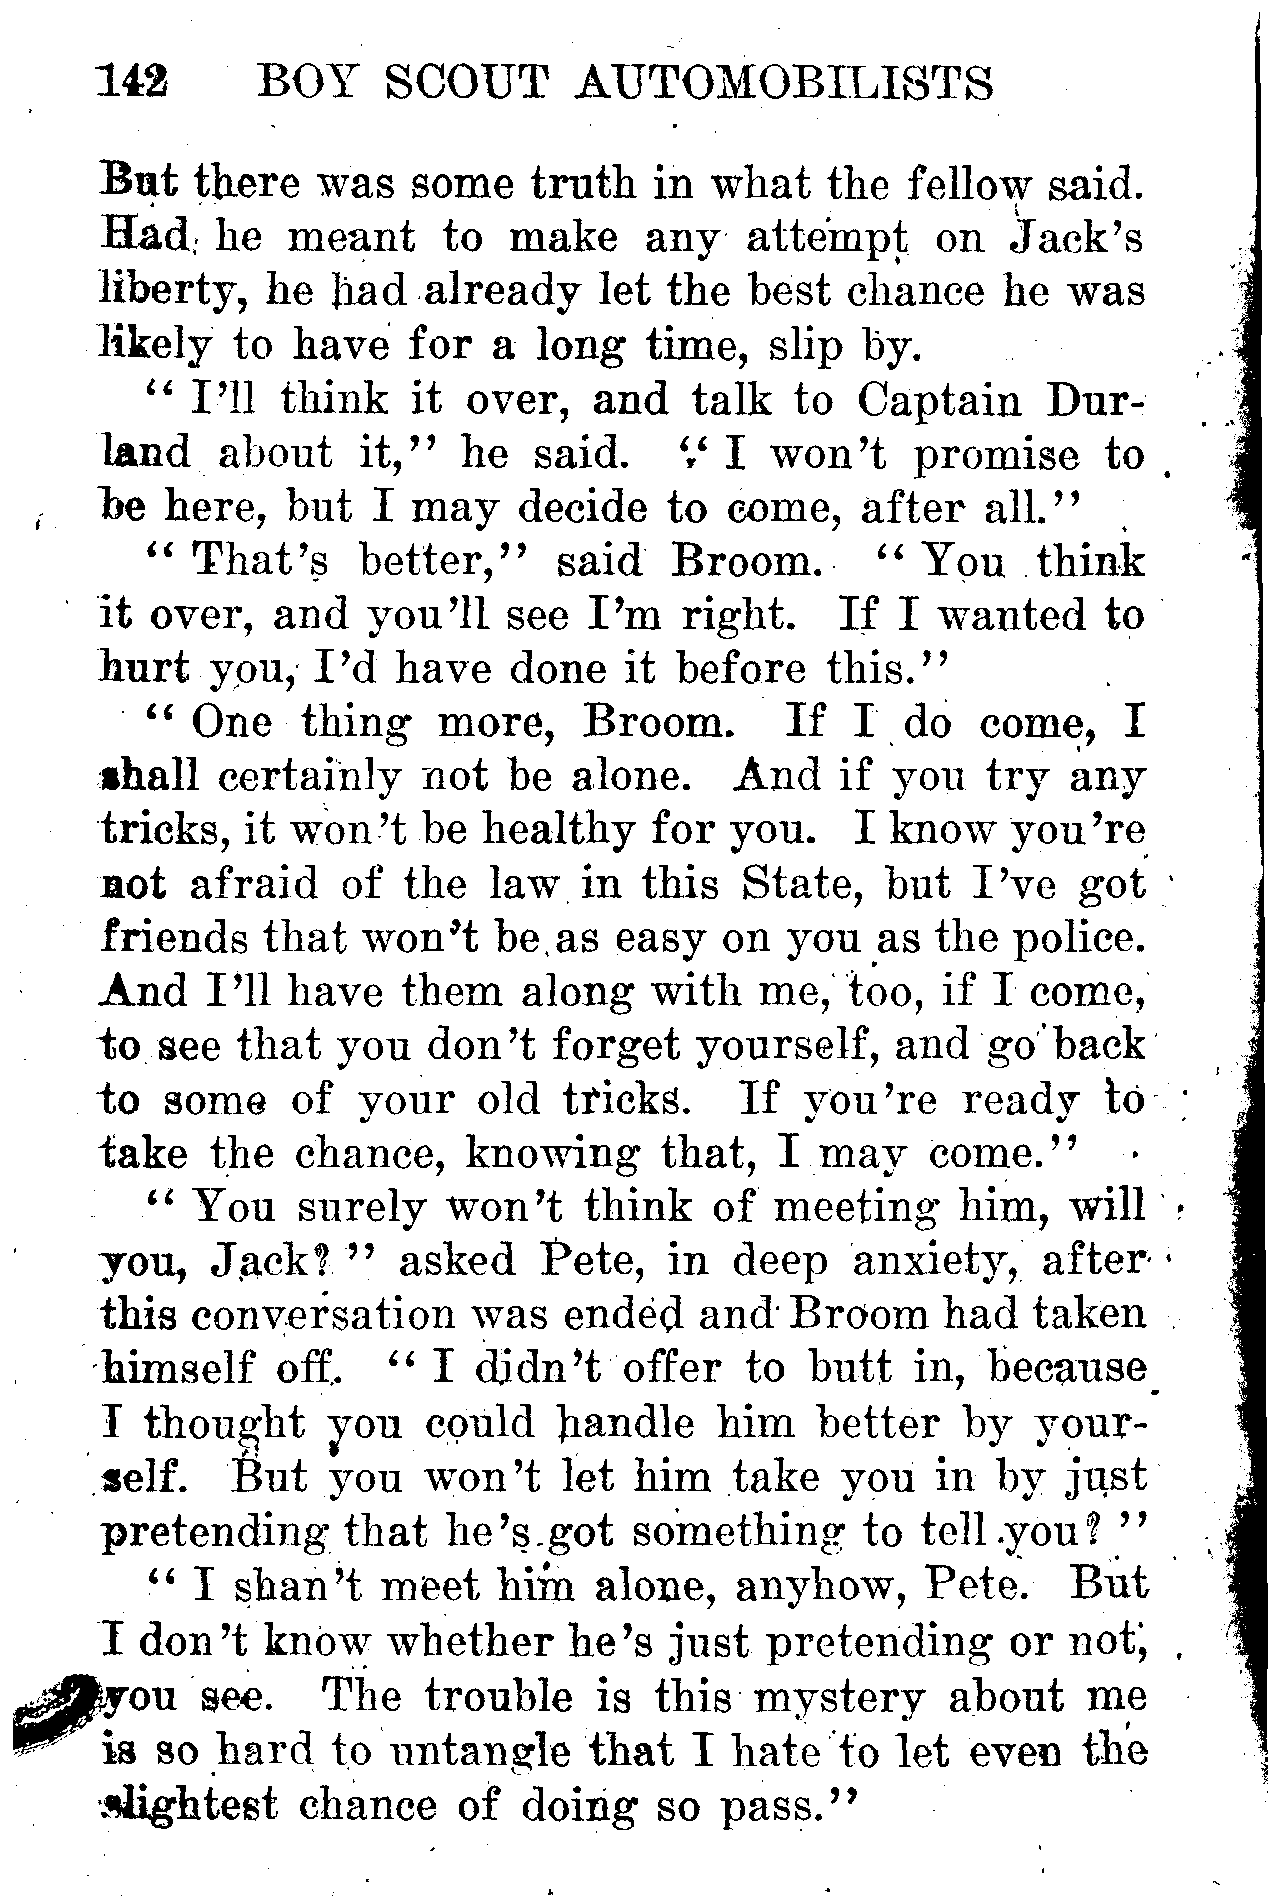 142 BOY SCOUT AUTOMOBILISTS
But there was some truth in what the fellow said.
Had he meant to make any attempt on Jack's
liberty, he had already let the best chance he was
likely to have for a long time, slip by.
“ I'll think it over, and talk to Captain Dur-
land about it,” he said. “ I won't promise to
be here, but I may decide to come, after all.”
“ That's better,” said Broom. “ You think
it over, and you'll see I'm right. If I wanted to
hurt you, I'd have done it before this.”
“ One thing more, Broom. If I do come, I
shall certainly not be alone. And if you try any
tricks, it won't be healthy for you. I know you're
not afraid of the law in this State, but I've got
friends that won't be as easy on you as the police.
And I'll have them along with me, too, if I come,
to see that you don't forget yourself, and go back
to some of your old tricks. If you're ready to
take the chance, knowing that, I may come.”
“ You surely won't think of meeting him, will
you, Jack? ” asked Pete, in deep anxiety, after
this conversation was ended and Broom had taken
himself off. “ I didn't offer to butt in, because
I thought you could handle him better by your-
self. But you won't let him take you in by just
pretending that he's got something to tell you? ”
“ I shan't meet him alone, anyhow, Pete. But
I don't know whether he's just pretending or not,
you see. The trouble is this mystery about me
is so hard to untangle that I hate to let even the
slightest chance of doing so pass.”